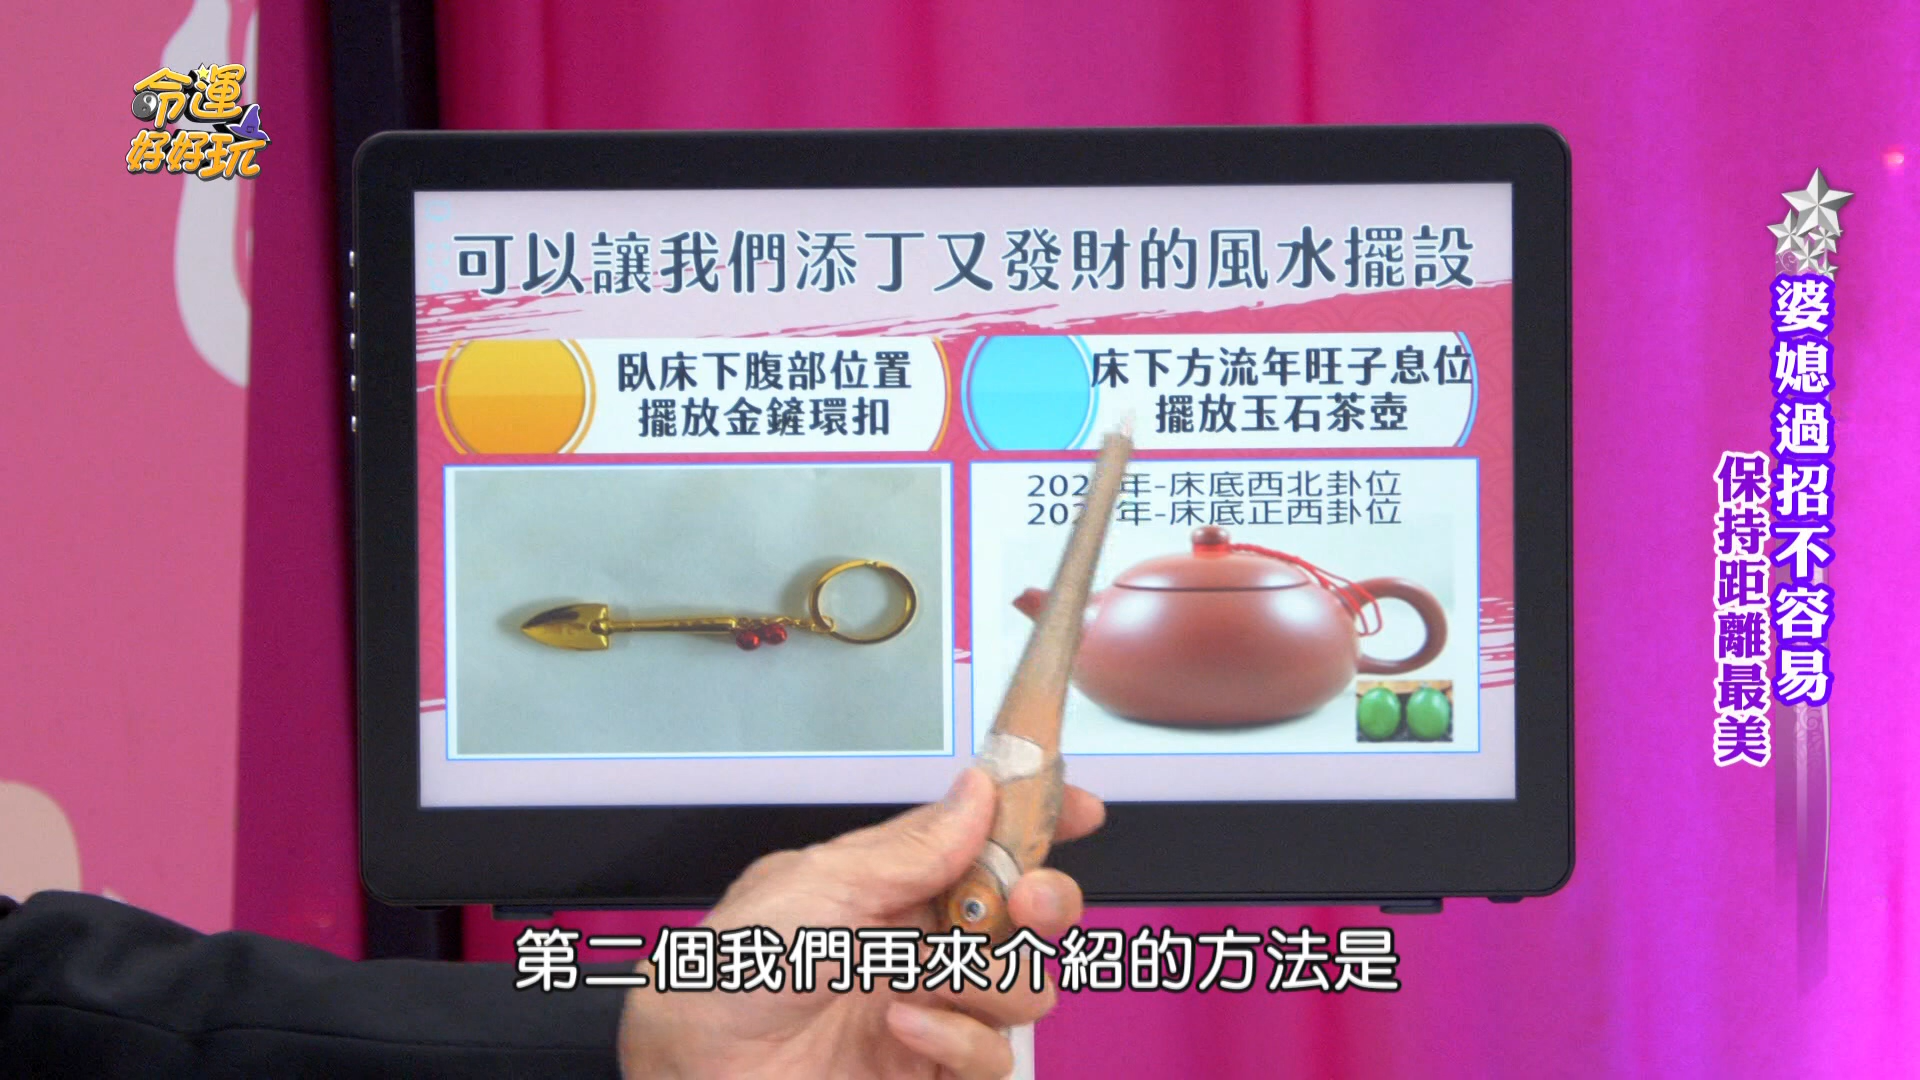 命運
好好玩
可以讓我們添丁又發財的風水擺設
臥床下腹部位置
擺放金鏟環扣
床下方流年旺子息位
擺放玉石茶壺
年-床底西北卦位
年-床底正西卦位
婆媳過招不容易
保持距離最美
第二個我們再來介紹的方法是